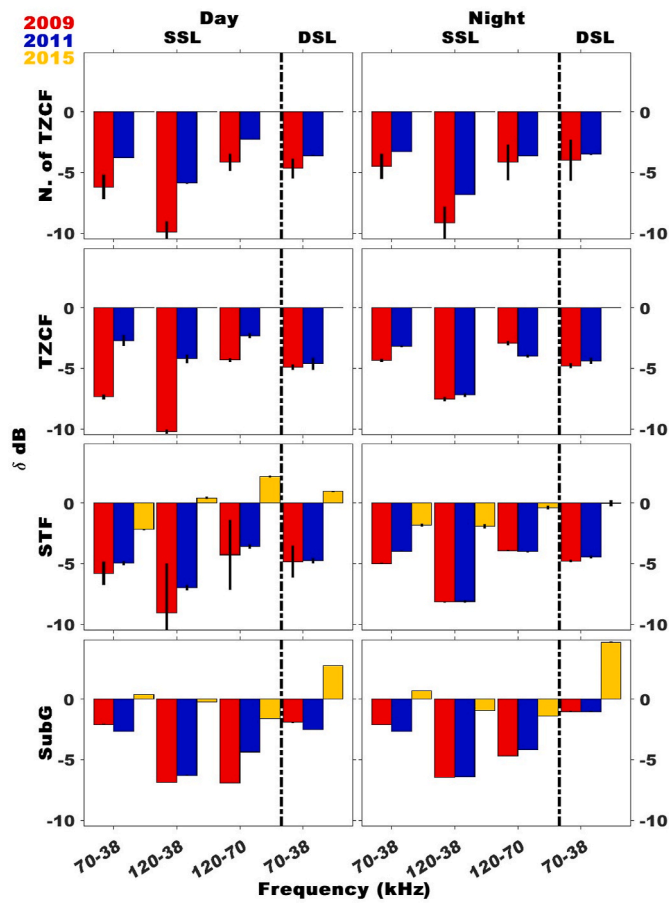 2009
2011
2015
Day
Night
SSL
DSL
SSL
DSL
N. of TZCF
0
-5
-10
0
-5
-10
TZCF
0
-5
-10
0
-5
-10
δ dB
STF
0
-5
-10
0
-5
-10
SubG
0
-5
-10
0
-5
-10
70-38
120-38
120-70
70-38
70-38
120-38
120-70
70-38
Frequency (kHz)